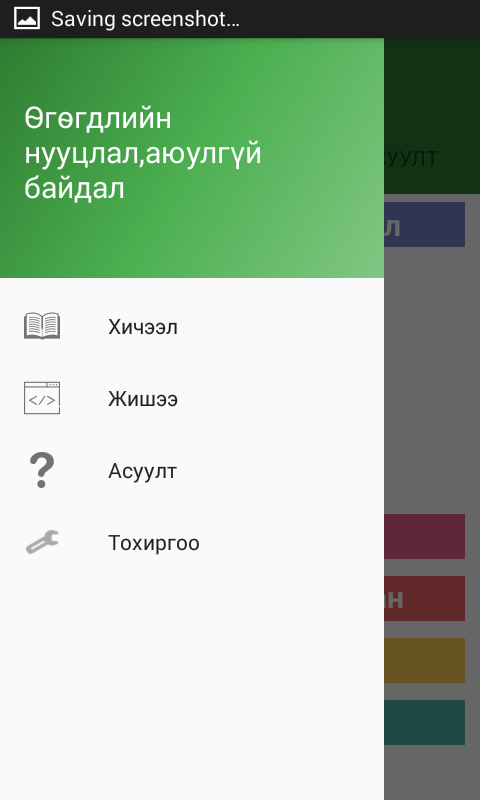 Saving screenshot...
Өгөгдлийн
нууцлал,аюулгүй
байдал
Хичээл
Жишээ
Асуулт
Тохиргоо